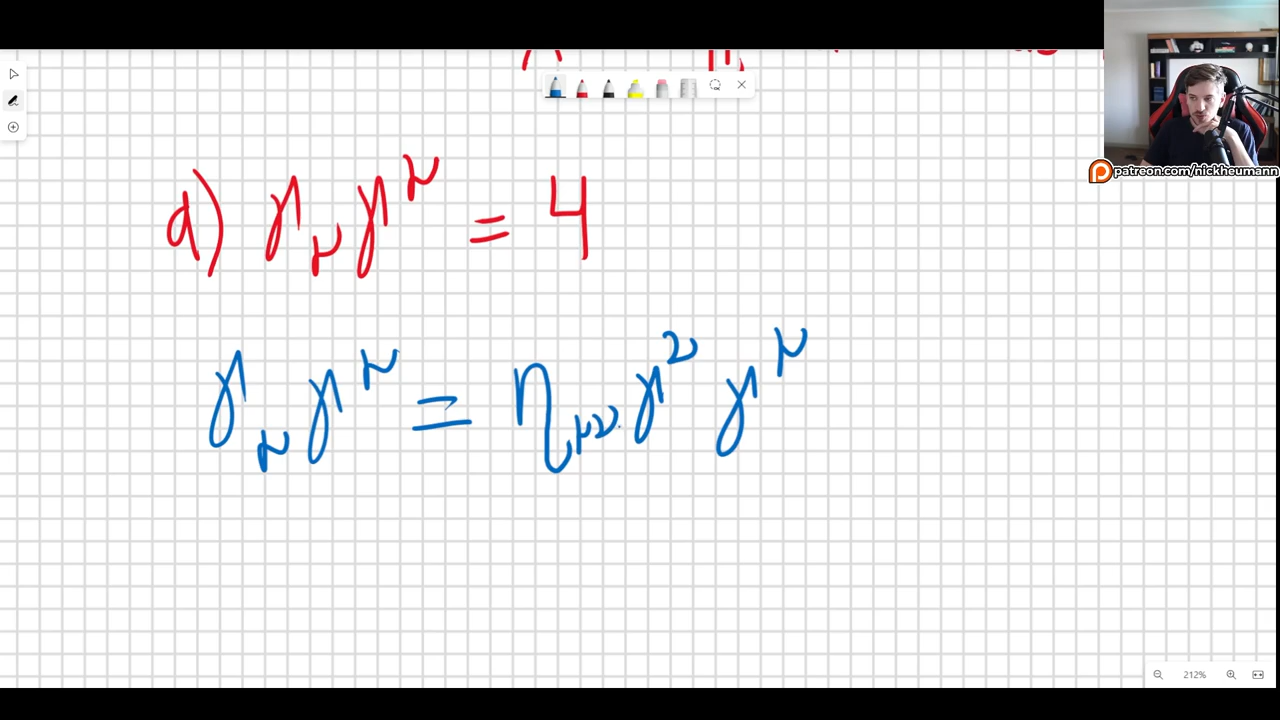 a) γ_μ γ^μ = 4
γ_μ γ^μ = η_μν γ^ν γ^μ
patreon.com/nickheumann
212%